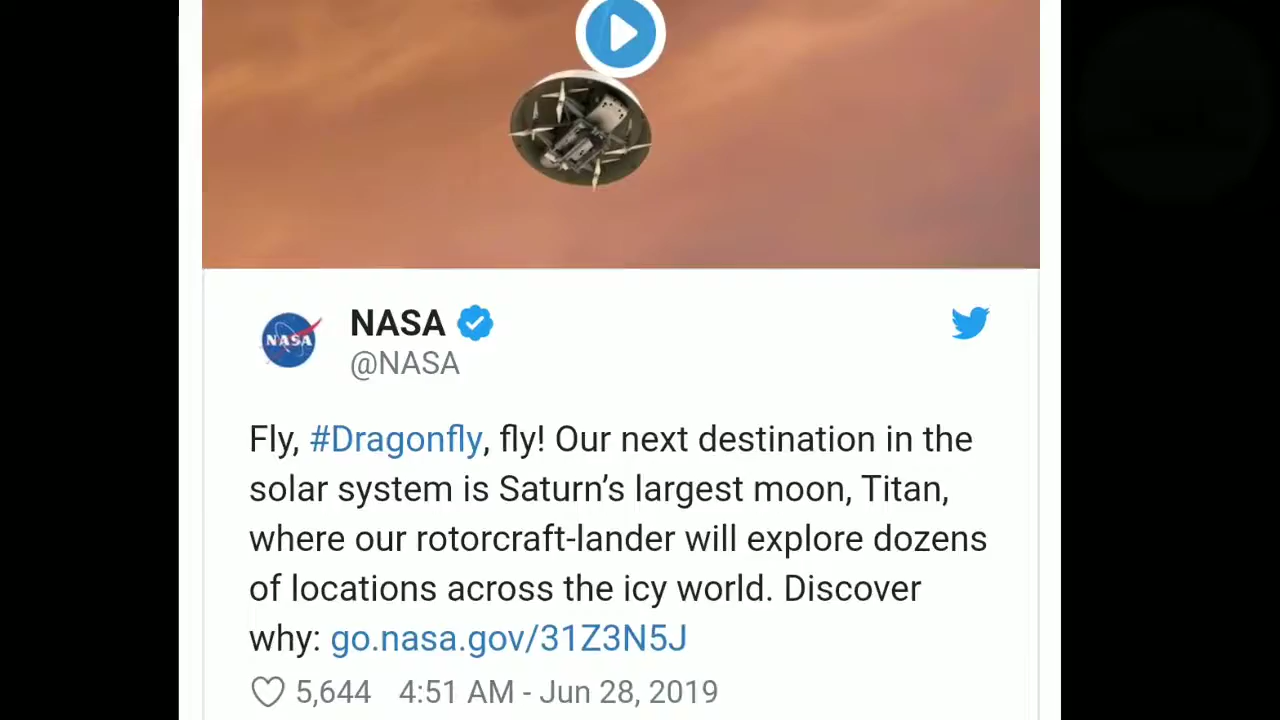 NASA
NASA
@NASA
Fly, #Dragonfly, fly! Our next destination in the
solar system is Saturn’s largest moon, Titan,
where our rotorcraft-lander will explore dozens
of locations across the icy world. Discover
why: go.nasa.gov/31Z3N5J
5,644 4:51 AM - Jun 28, 2019